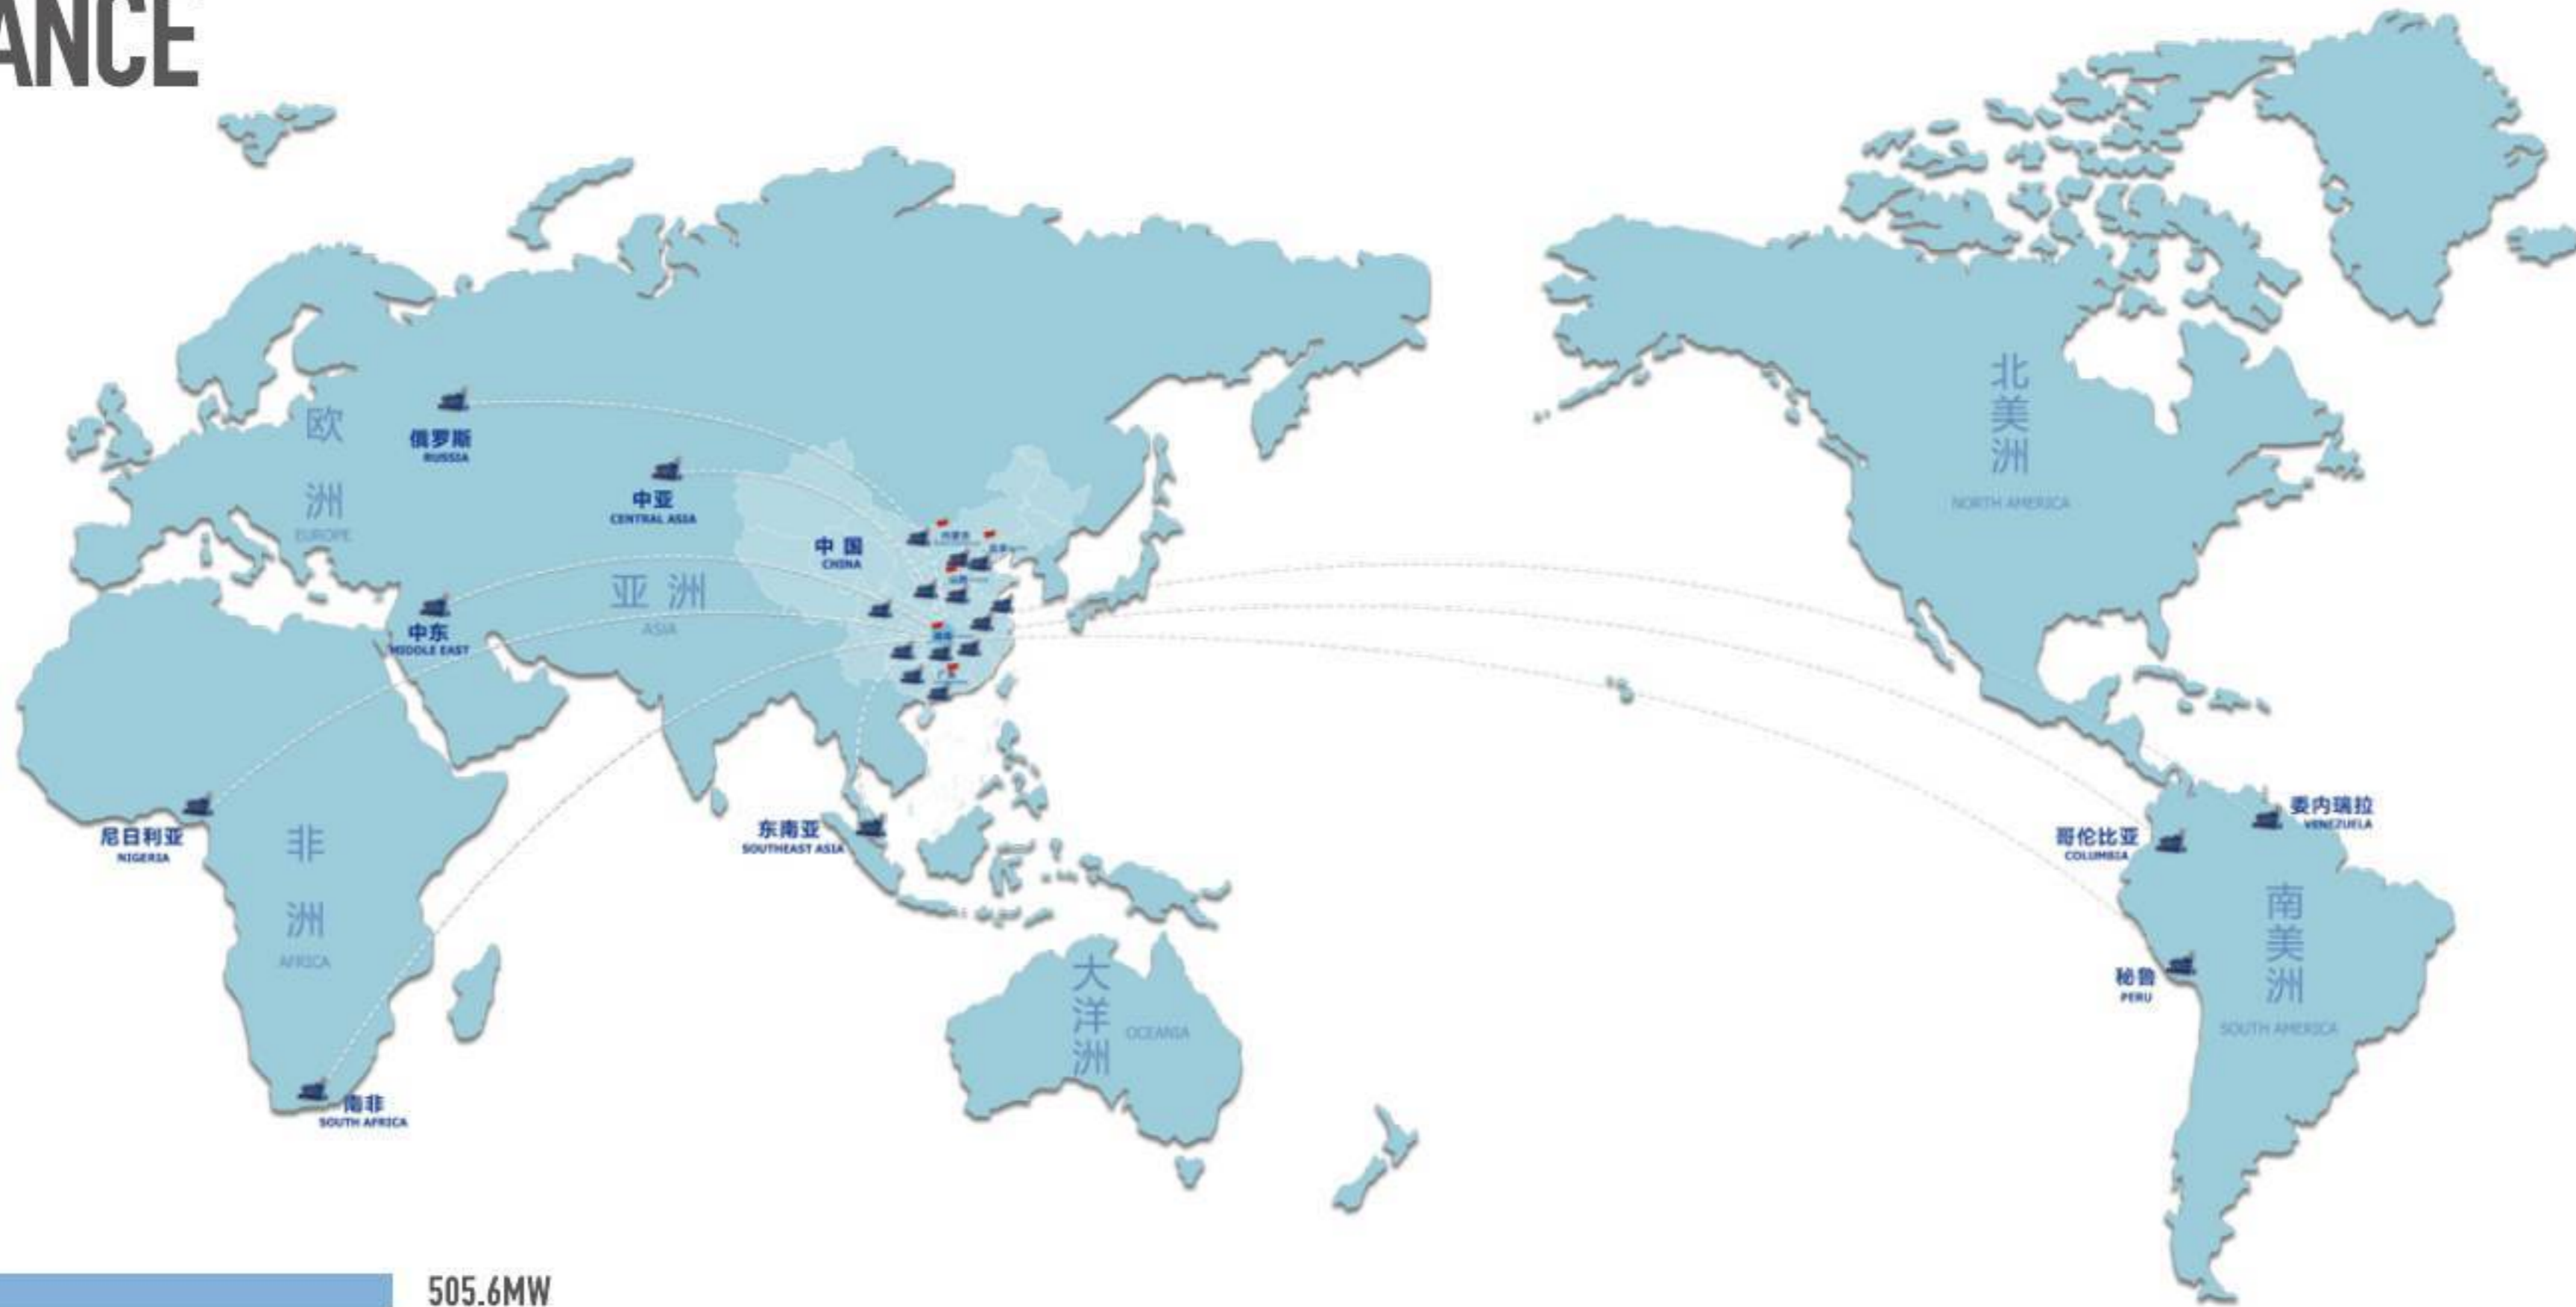 ANCE
欧
洲
EUROPE
俄罗斯
RUSSIA
中亚
CENTRAL ASIA
中国
CHINA
内蒙古
亚洲
ASIA
中东
MIDDLE EAST
尼日利亚
NIGERIA
非
洲
AFRICA
南非
SOUTH AFRICA
东南亚
SOUTHEAST ASIA
大
洋
洲
OCEANIA
北
美
洲
NORTH AMERICA
委内瑞拉
VENEZUELA
哥伦比亚
COLUMBIA
秘鲁
PERU
南
美
洲
SOUTH AMERICA
505.6MW